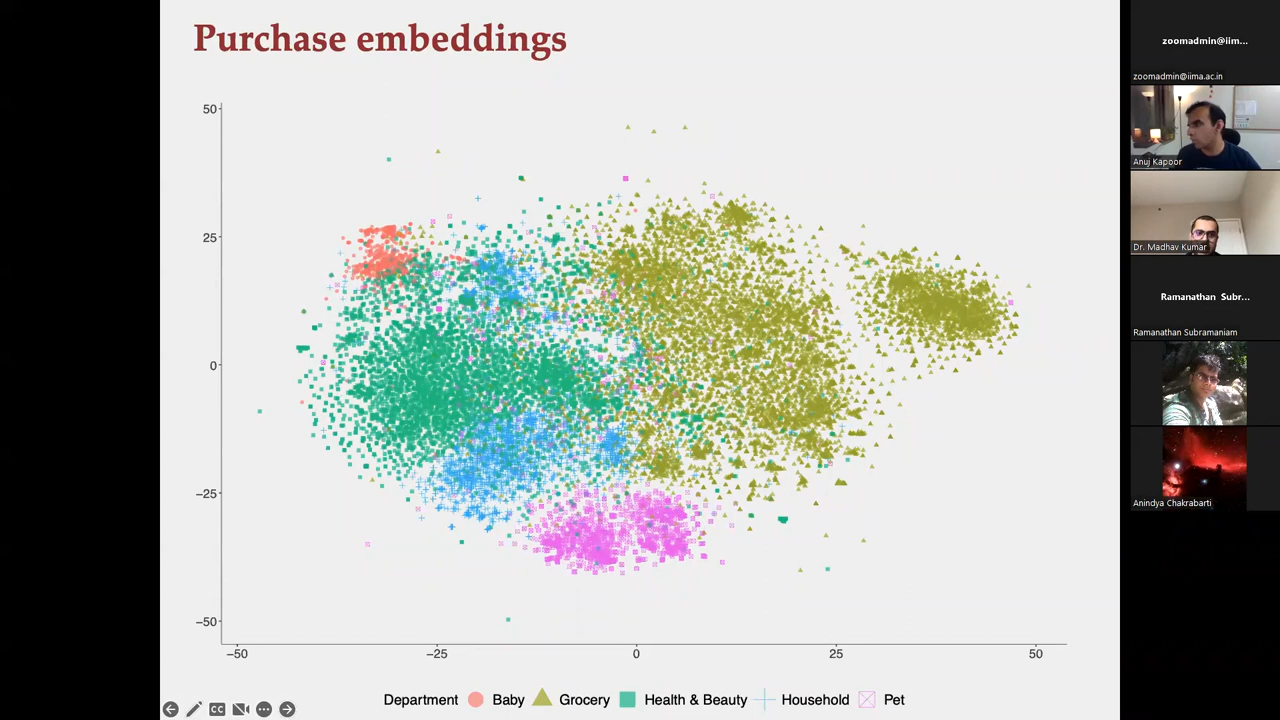 Purchase embeddings
50
25
0
−25
−50
−50
−25
0
25
50
Department Baby Grocery Health & Beauty Household Pet
CC
zoomadmin@iim...
zoomadmin@iima.ac.in
Anuj Kapoor
Dr. Madhav Kumar
Ramanathan Subr...
Ramanathan Subramaniam
Anindya Chakrabarti